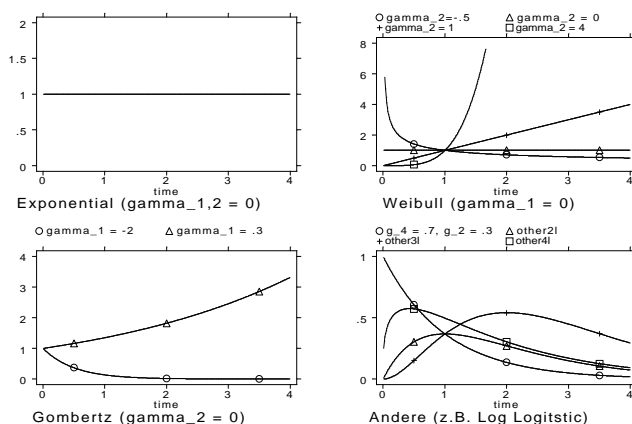 2
1.5
1
.5
0
0 1 2 3 4
time
Exponential (gamma_1,2 = 0)
gamma_2=-.5 gamma_2 = 0
gamma_2 = 1 gamma_2 = 4
8
6
4
2
0
0 1 2 3 4
time
Weibull (gamma_1 = 0)
gamma_1 = -2 gamma_1 = .3
4
3
2
1
0
0 1 2 3 4
time
Gombertz (gamma_2 = 0)
g_4 = .7, g_2 = .3 other2l
other3l other4l
1
.5
0
0 1 2 3 4
time
Andere (z.B. Log Logitstic)